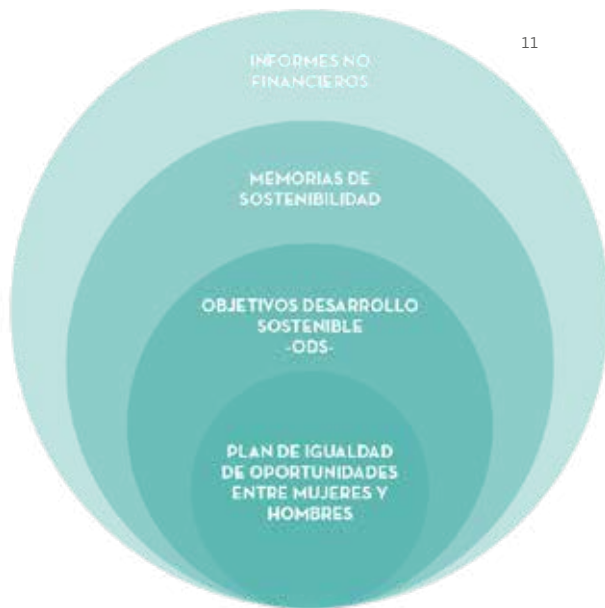 11
INFORMES NO
FINANCIEROS
MEMORIAS DE
SOSTENIBILIDAD
OBJETIVOS DESARROLLO
SOSTENIBLE
-ODS-
PLAN DE IGUALDAD
DE OPORTUNIDADES
ENTRE MUJERES Y
HOMBRES